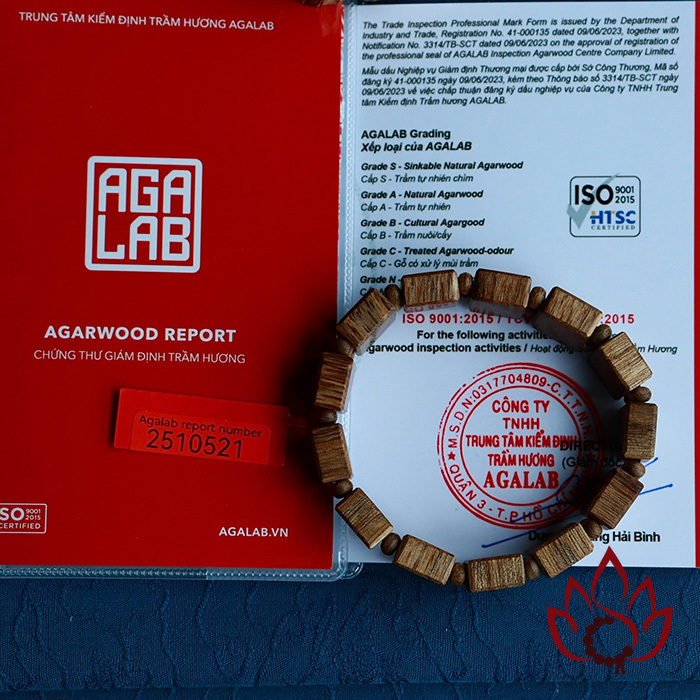 TRUNG TÂM KIỂM ĐỊNH TRẦM HƯƠNG AGALAB
AGA
LAB
AGARWOOD REPORT
CHỨNG THƯ GIÁM ĐỊNH TRẦM HƯƠNG
Agalab report number
2510521
ISO 9001
2015
CERTIFIED
AGALAB.VN
The Trade Inspection Professional Mark Form is issued by the Department of
Industry and Trade, Registration No. 41-000135 dated 09/06/2023, together with
Notification No. 3314/TB-SCT dated 09/06/2023 on the approval of registration of
the professional seal of AGALAB Inspection Agarwood Centre Company Limited.
Mẫu dấu Nghiệp vụ Giám định Thương mại được cấp bởi Sở Công Thương, Mã số
đăng ký 41-000135 ngày 09/06/2023, kèm theo Thông báo số 3314/TB-SCT ngày
09/06/2023 về việc chấp thuận đăng ký dấu nghiệp vụ của Công ty TNHH Trung
tâm Kiểm định Trầm hương AGALAB.
AGALAB Grading
Xếp loại của AGALAB
Grade S - Sinkable Natural Agarwood
Cấp S - Trầm tự nhiên chìm
Grade A - Natural Agarwood
Cấp A - Trầm tự nhiên
Grade B - Cultural Agargood
Cấp B - Trầm nuôi/cấy
Grade C - Treated Agarwood-odour
Cấp C - Gỗ có xử lý mùi trầm
Grade N -
ISO 9001
2015
HTSC
CERTIFIED
ISO 9001:2015 /
2015
For the following activities
agarwood inspection activities / Hoạt động
Hương
M.S.D.N:0317704809-C.T.T.N
CÔNG TY
TNHH
TRUNG TÂM KIỂM ĐỊNH
TRẦM HƯƠNG
AGALAB
QUẬN 3 - T.P HỒ CHÍ
(Giám đốc)
Hải Bình